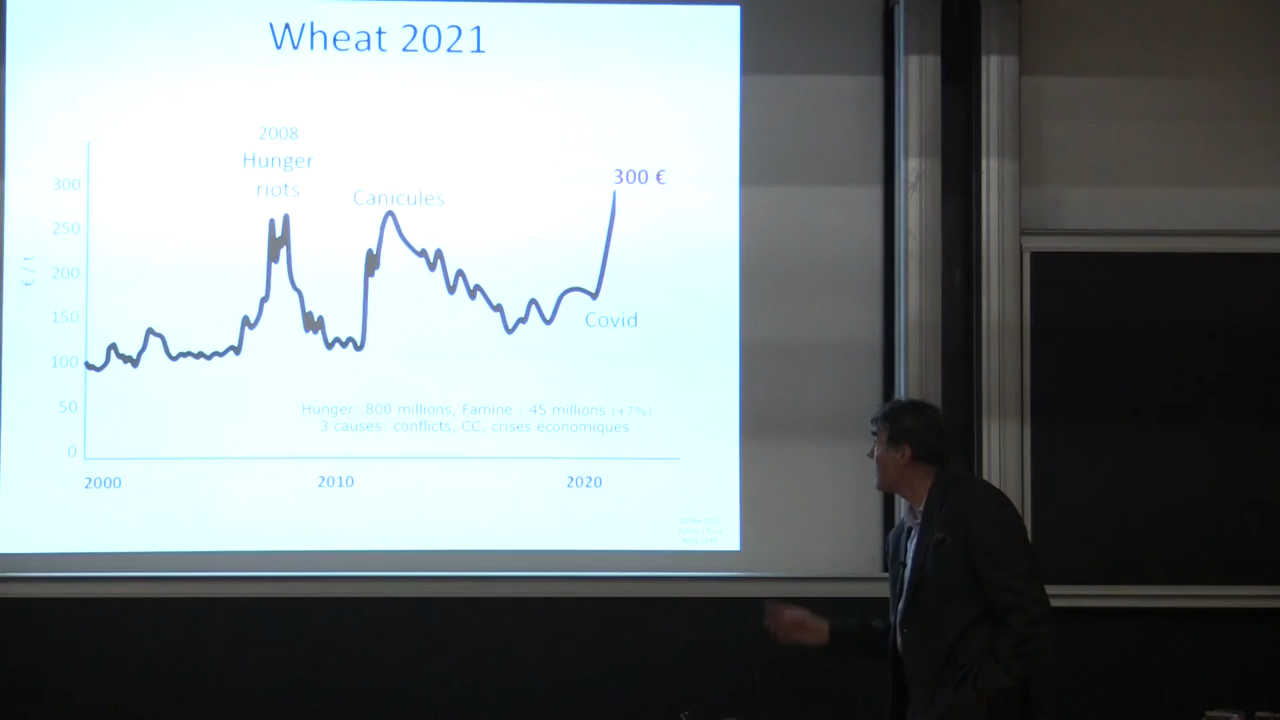 Wheat 2021
2008
Hunger
riots
Canicules
300 €
300
250
200
150
100
50
0
€ / t
Covid
Hunger: 800 millions, Famine : 45 millions (+7%)
3 causes: conflicts, CC, crises économiques
2000
2010
2020